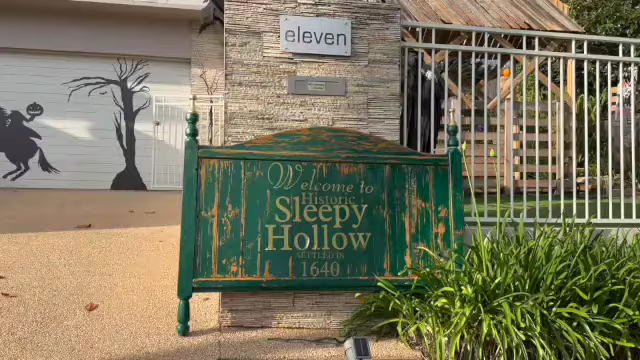 eleven
Welcome to
Historic
Sleepy
Hollow
SETTLED IN
1640